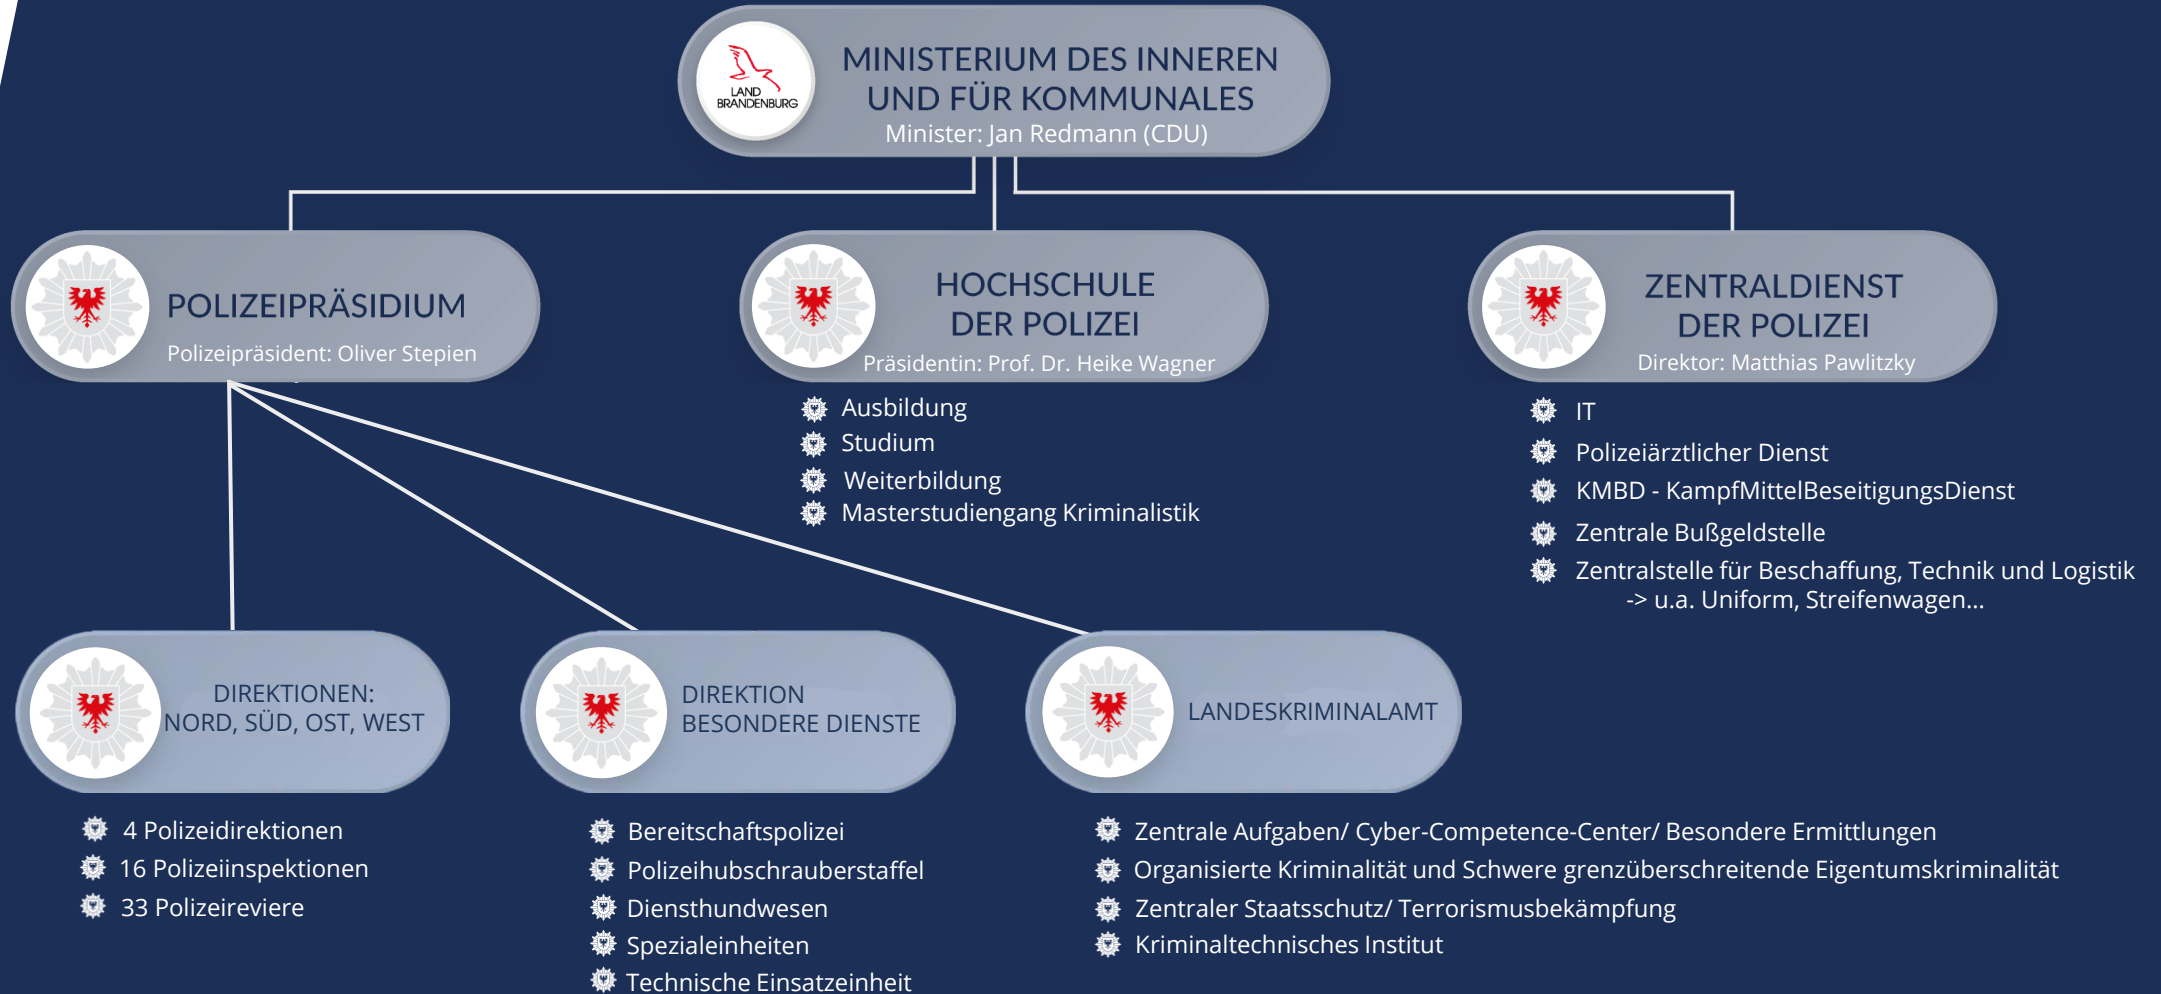 LAND
BRANDENBURG
MINISTERIUM DES INNEREN
UND FÜR KOMMUNALES
Minister: Jan Redmann (CDU)
POLIZEIPRÄSIDIUM
Polizeipräsident: Oliver Stepien
HOCHSCHULE
DER POLIZEI
Präsidentin: Prof. Dr. Heike Wagner
Ausbildung
Studium
Weiterbildung
Masterstudiengang Kriminalistik
ZENTRALDIENST
DER POLIZEI
Direktor: Matthias Pawlitzky
IT
Polizeiärztlicher Dienst
KMBD - KampfMittelBeseitigungsDienst
Zentrale Bußgeldstelle
Zentralstelle für Beschaffung, Technik und Logistik
-> u.a. Uniform, Streifenwagen...
DIREKTIONEN:
NORD, SÜD, OST, WEST
4 Polizeidirektionen
16 Polizeiinspektionen
33 Polizeireviere
DIREKTION
BESONDERE DIENSTE
Bereitschaftspolizei
Polizeihubschrauberstaffel
Diensthundwesen
Spezialeinheiten
Technische Einsatzeinheit
LANDESKRIMINALAMT
Zentrale Aufgaben/ Cyber-Competence-Center/ Besondere Ermittlungen
Organisierte Kriminalität und Schwere grenzüberschreitende Eigentumskriminalität
Zentraler Staatsschutz/ Terrorismusbekämpfung
Kriminaltechnisches Institut